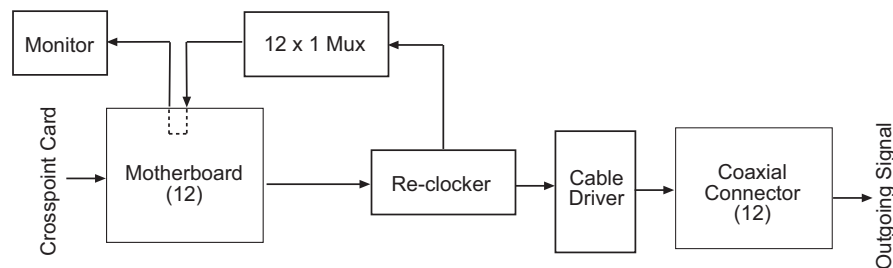 Monitor
12 x 1 Mux
Crosspoint Card
Motherboard
(12)
Re-clocker
Cable
Driver
Coaxial
Connector
(12)
Outgoing Signal